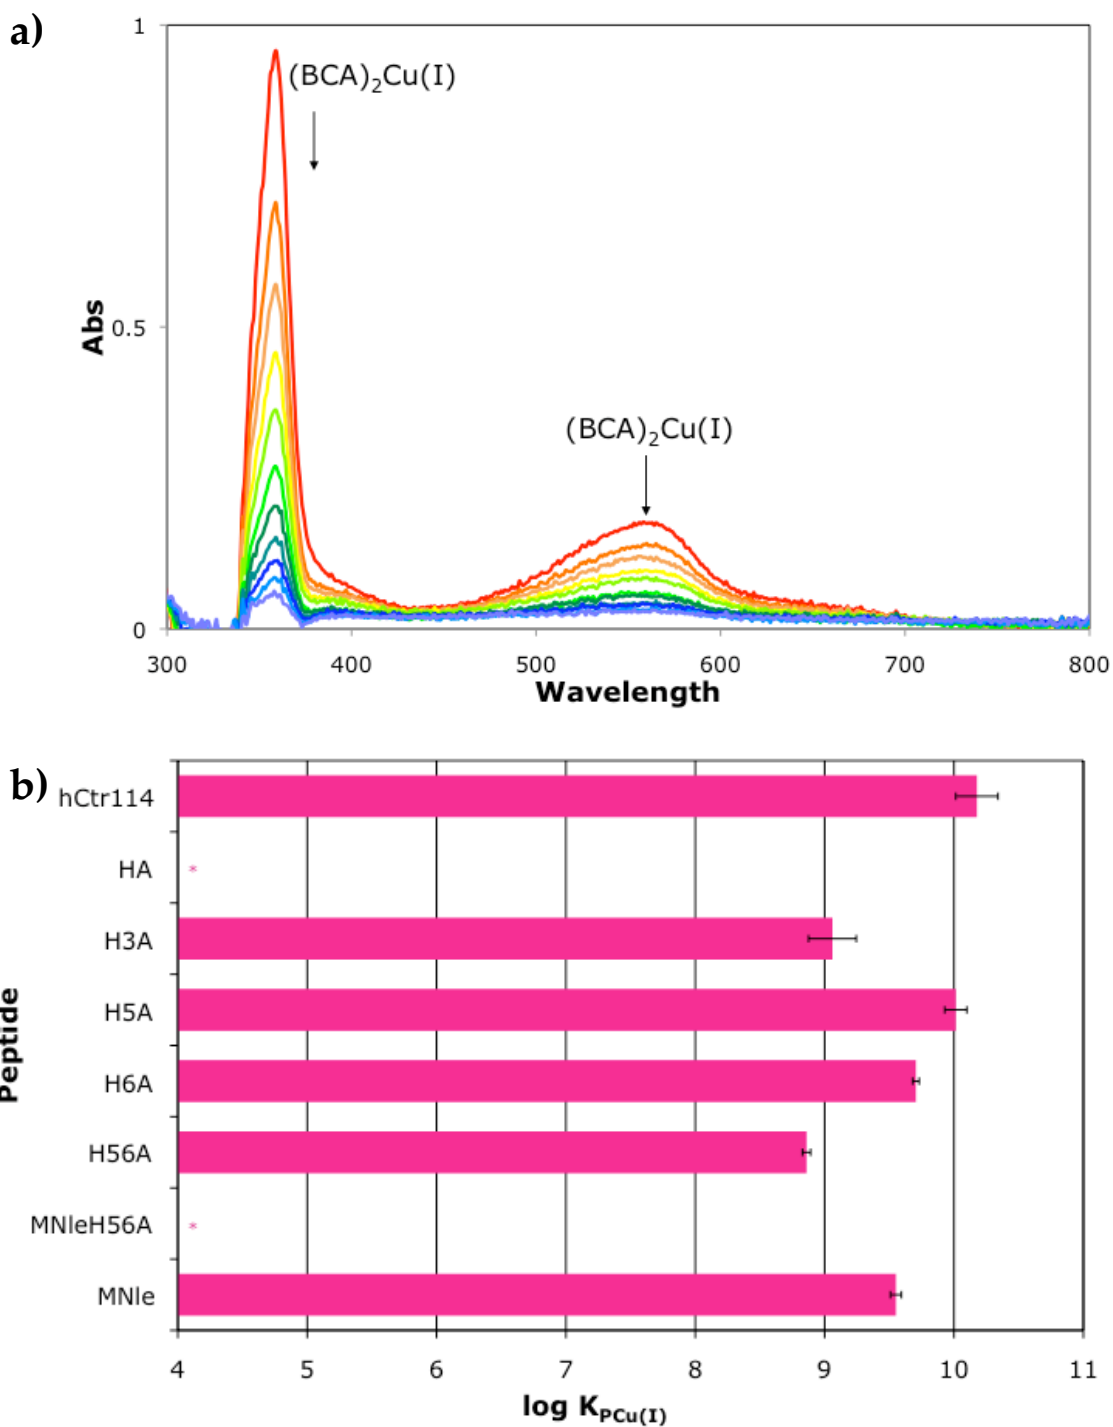 a)
1
(BCA)₂Cu(I)
(BCA)₂Cu(I)
Abs
0.5
0
300 400 500 600 700 800
Wavelength
b)
hCtr114
HA
*
H3A
H5A
H6A
H56A
MNleH56A
*
MNle
Peptide
4 5 6 7 8 9 10 11
log K_PCu(I)